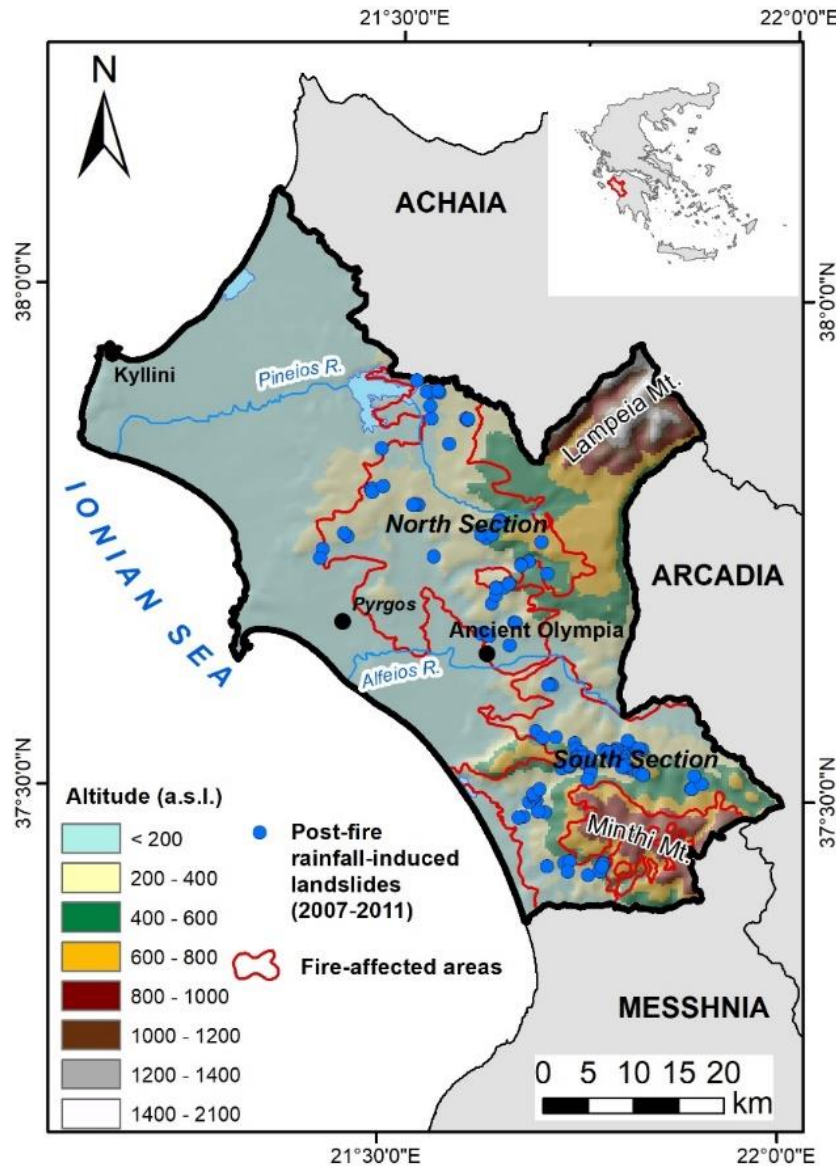 21°30'0"E
22°0'0"E
N
ACHAIA
38°0'0"N
38°0'0"N
Kyllini
Pineios R.
Lampeia Mt.
IONIAN SEA
North Section
ARCADIA
Pyrgos
Ancient Olympia
Alfeios R.
South Section
37°30'0"N
37°30'0"N
Minthi Mt.
Altitude (a.s.l.)
< 200
200 - 400
400 - 600
600 - 800
800 - 1000
1000 - 1200
1200 - 1400
1400 - 2100
Post-fire
rainfall-induced
landslides
(2007-2011)
Fire-affected areas
MESSHNIA
0 5 10 15 20
km
21°30'0"E
22°0'0"E